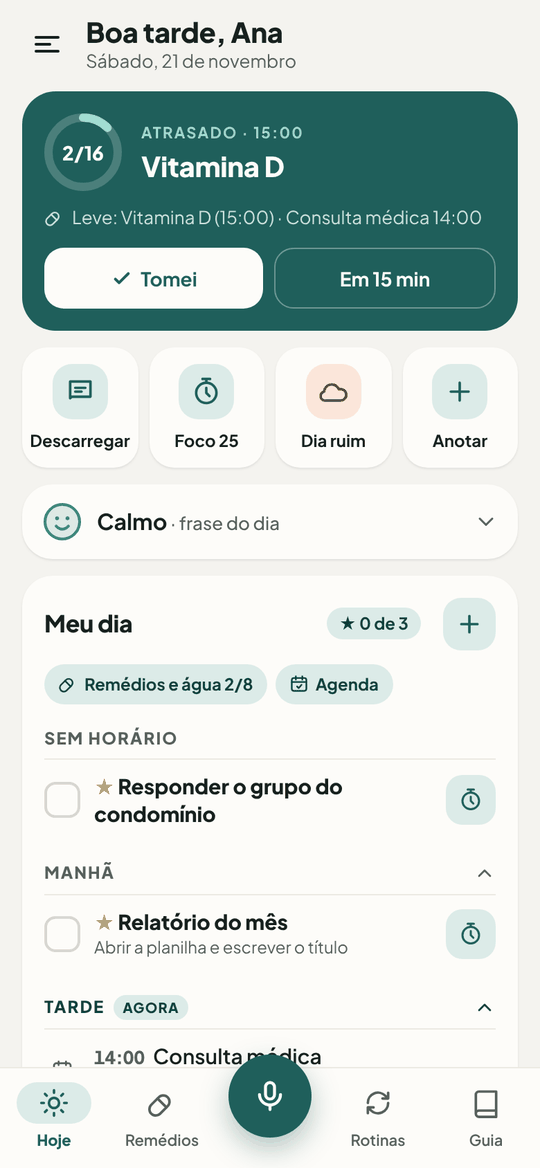 Boa tarde, Ana
Sábado, 21 de novembro
2/16
ATRASADO · 15:00
Vitamina D
Leve: Vitamina D (15:00) · Consulta médica 14:00
Tomei
Em 15 min
Descarregar
Foco 25
Dia ruim
Anotar
Calmo · frase do dia
Meu dia
★ 0 de 3
Remédios e água 2/8
Agenda
SEM HORÁRIO
★ Responder o grupo do
condomínio
MANHÃ
★ Relatório do mês
Abrir a planilha e escrever o título
TARDE
AGORA
14:00 Consulta médica
Hoje
Remédios
Rotinas
Guia